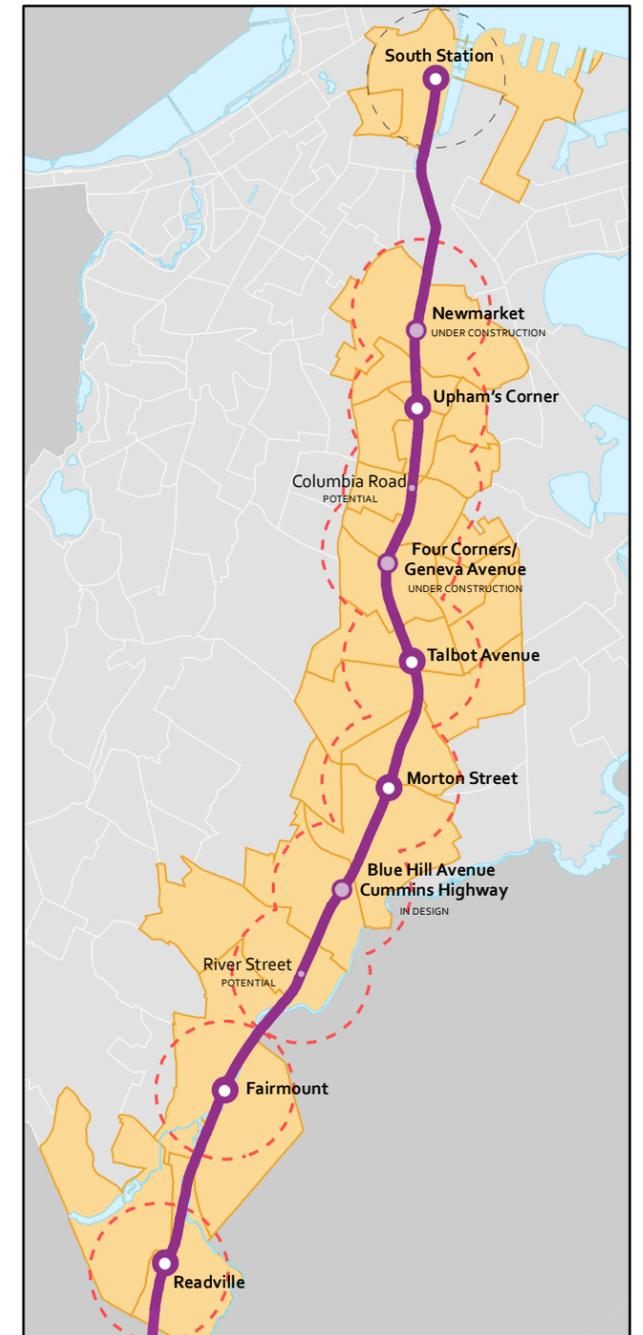 South Station
Newmarket
UNDER CONSTRUCTION
Upham's Corner
Columbia Road
POTENTIAL
Four Corners/
Geneva Avenue
UNDER CONSTRUCTION
Talbot Avenue
Morton Street
Blue Hill Avenue
Cummins Highway
IN DESIGN
River Street
POTENTIAL
Fairmount
Readville